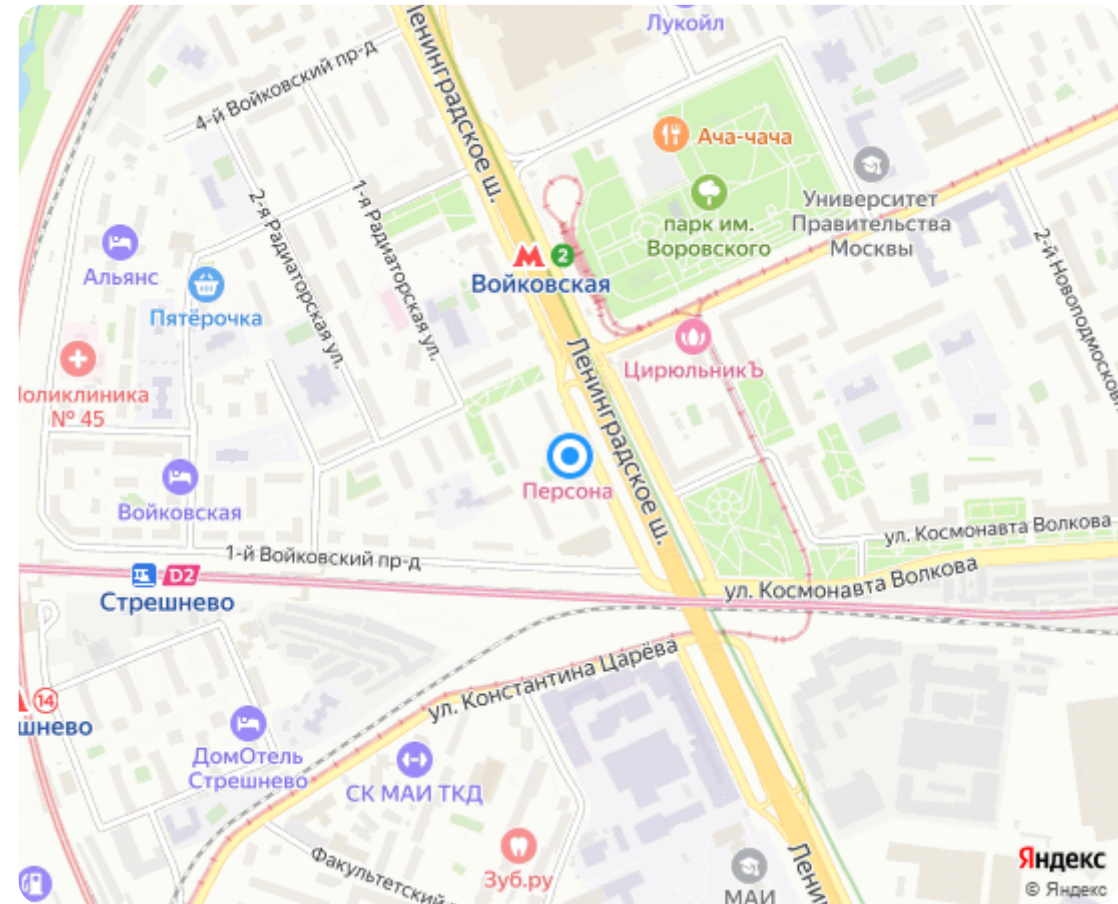 Лукойл
Ленинградское ш.
4-й Войковский пр-д
Ача-чача
Университет
Правительства
Москвы
парк им.
Воровского
2-я Радиаторская ул.
1-я Радиаторская ул.
Альянс
2
Войковская
Пятёрочка
ЦирюльникЪ
Поликлиника
№ 45
2-й Новоподмосковн
Ленинградское ш.
Персона
Войковская
1-й Войковский пр-д
ул. Космонавта Волкова
ул. Космонавта Волкова
D2
Стрешнево
ул. Константина Царёва
14
шнево
ДомОтель
Стрешнево
СК МАИ ТКД
Зуб.ру
Факультетский
МАИ
Ленин
Яндекс
© Яндекс